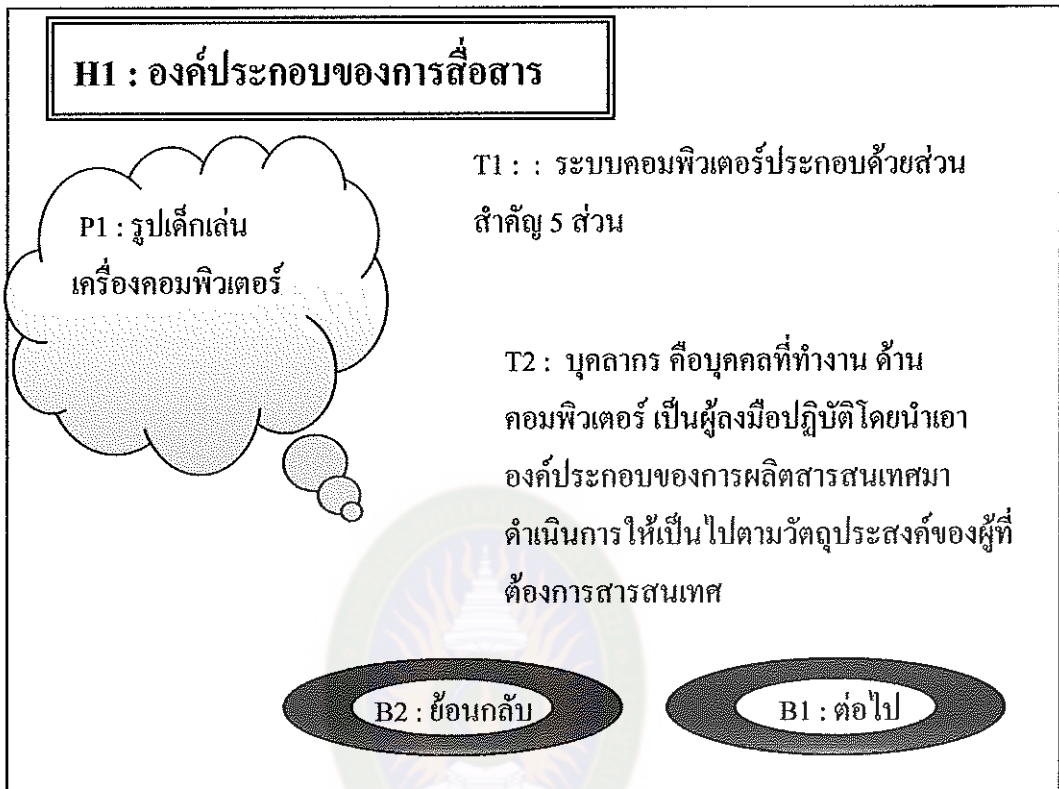 H1 : องค์ประกอบของการสื่อสาร
P1 : รูปเด็กเล่น
เครื่องคอมพิวเตอร์
T1 : : ระบบคอมพิวเตอร์ประกอบด้วยส่วน
สำคัญ 5 ส่วน
T2 : บุคลากร คือบุคคลที่ทำงาน ด้าน
คอมพิวเตอร์ เป็นผู้ลงมือปฏิบัติโดยนำเอา
องค์ประกอบของการผลิตสารสนเทศมา
ดำเนินการให้เป็นไปตามวัตถุประสงค์ของผู้ที่
ต้องการสารสนเทศ
B2 : ย้อนกลับ
B1 : ต่อไป